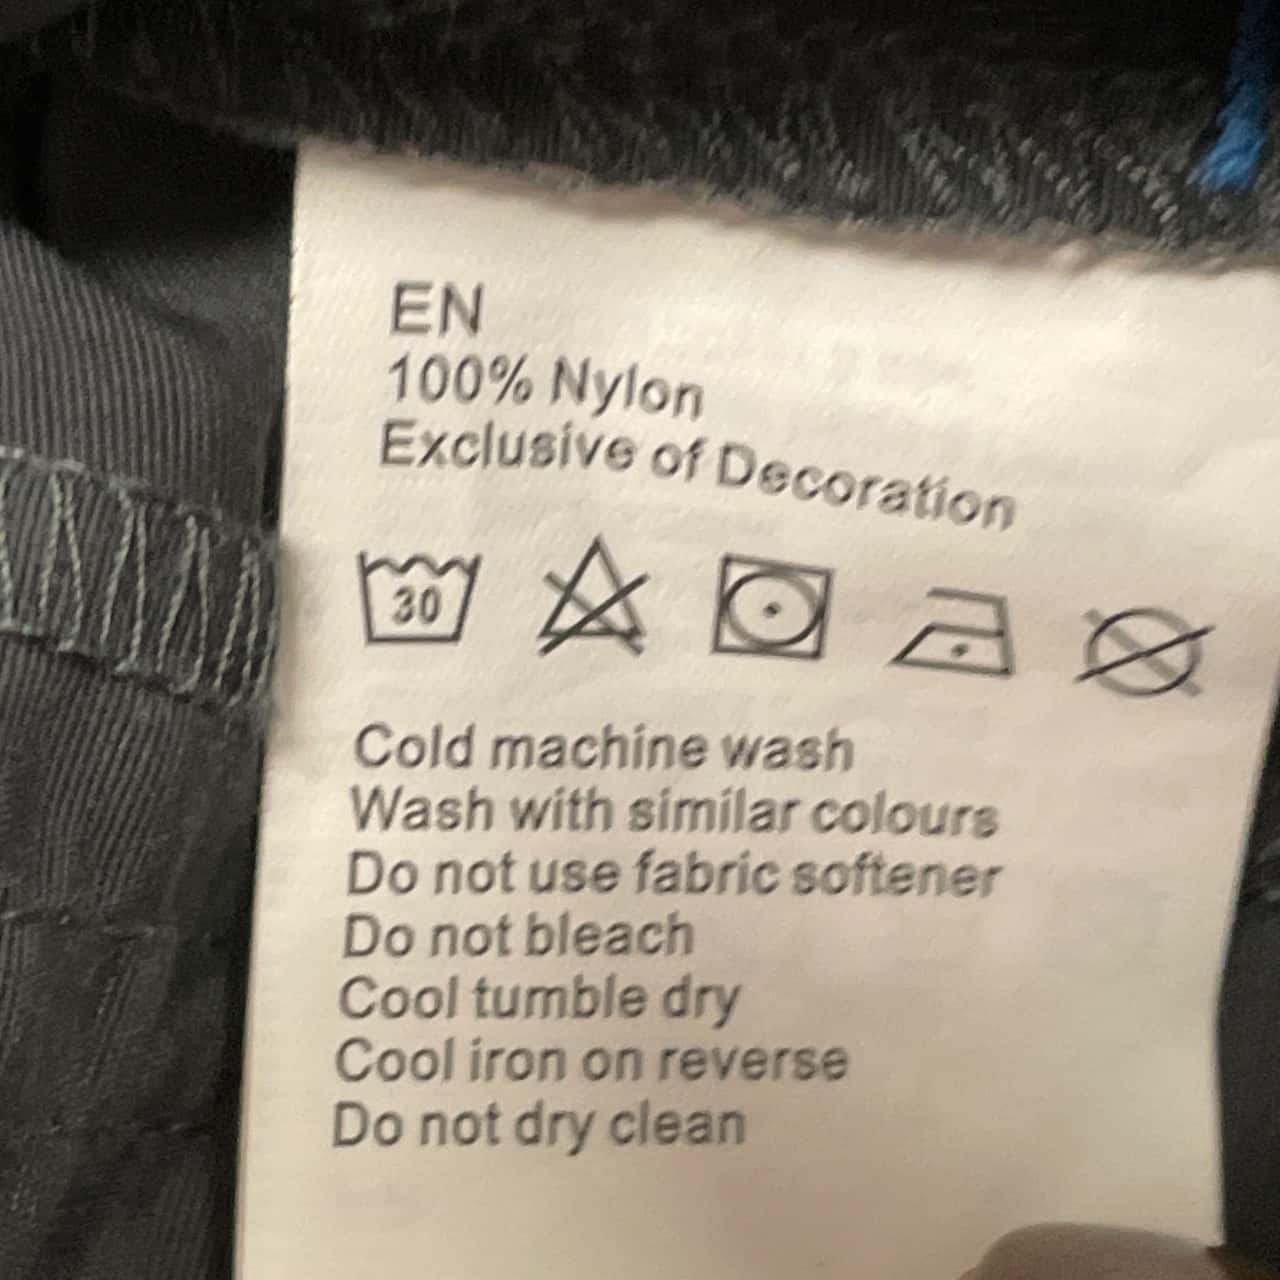 EN
100% Nylon
Exclusive of Decoration
30
Cold machine wash
Wash with similar colours
Do not use fabric softener
Do not bleach
Cool tumble dry
Cool iron on reverse
Do not dry clean